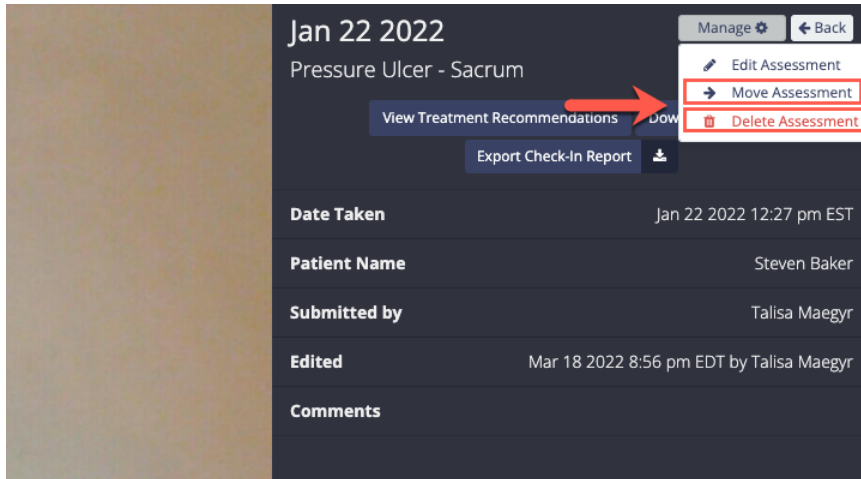 Jan 22 2022
Manage
Back
Pressure Ulcer - Sacrum
Edit Assessment
Move Assessment
Delete Assessment
View Treatment Recommendations
Export Check-In Report
Date Taken Jan 22 2022 12:27 pm EST
Patient Name Steven Baker
Submitted by Talisa Maegyr
Edited Mar 18 2022 8:56 pm EDT by Talisa Maegyr
Comments